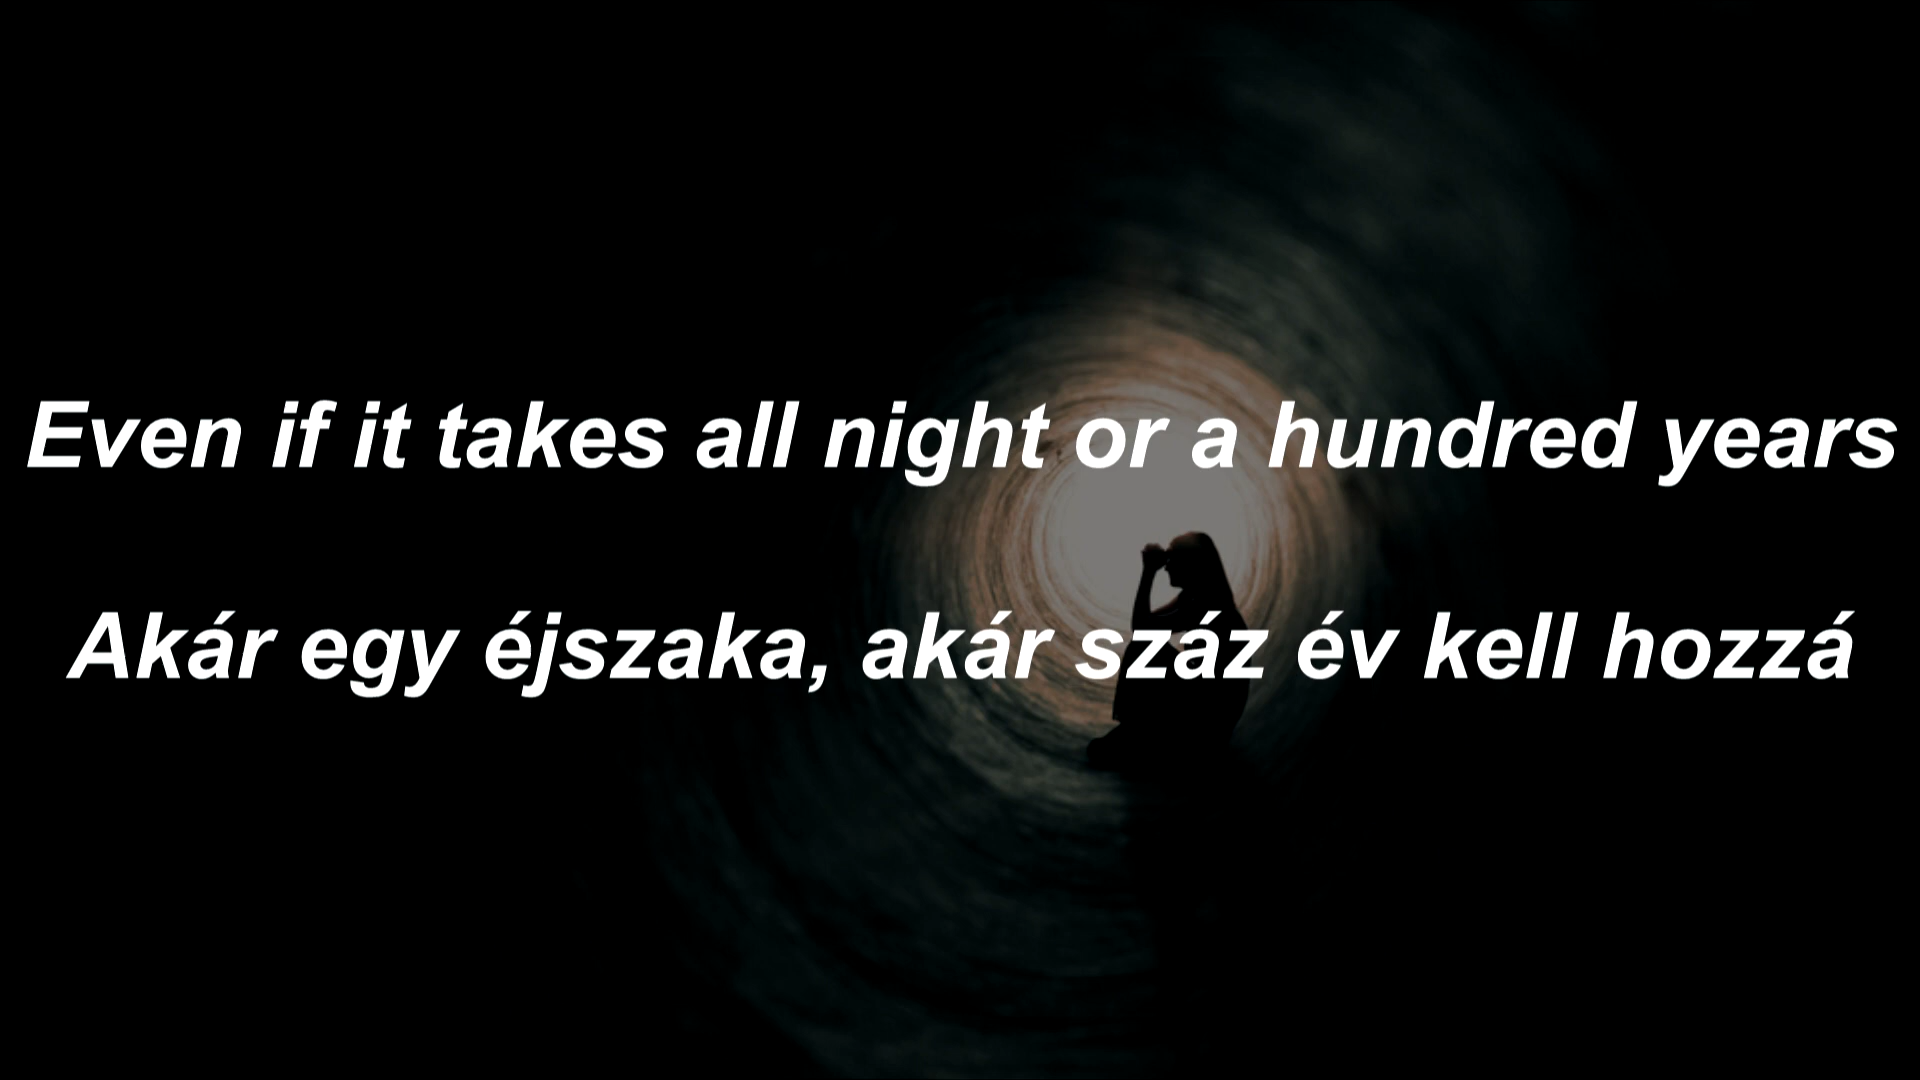 Even if it takes all night or a hundred years
Akár egy éjszaka, akár száz év kell hozzá